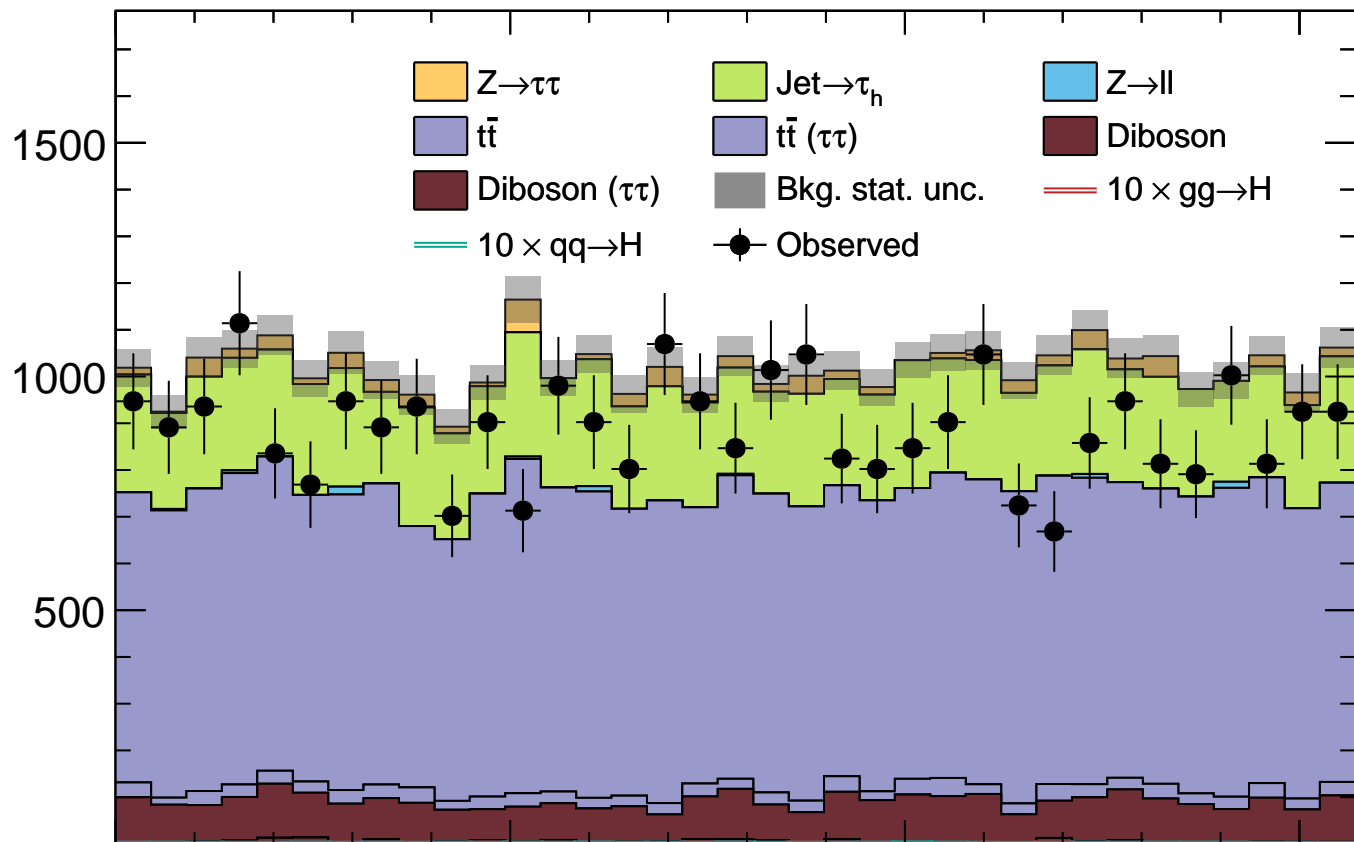 Z→ττ Jet→τh Z→ll
1500 tt̄ tt̄ (ττ) Diboson
Diboson (ττ) Bkg. stat. unc. 10 × gg→H
10 × qq→H Observed
1000
500